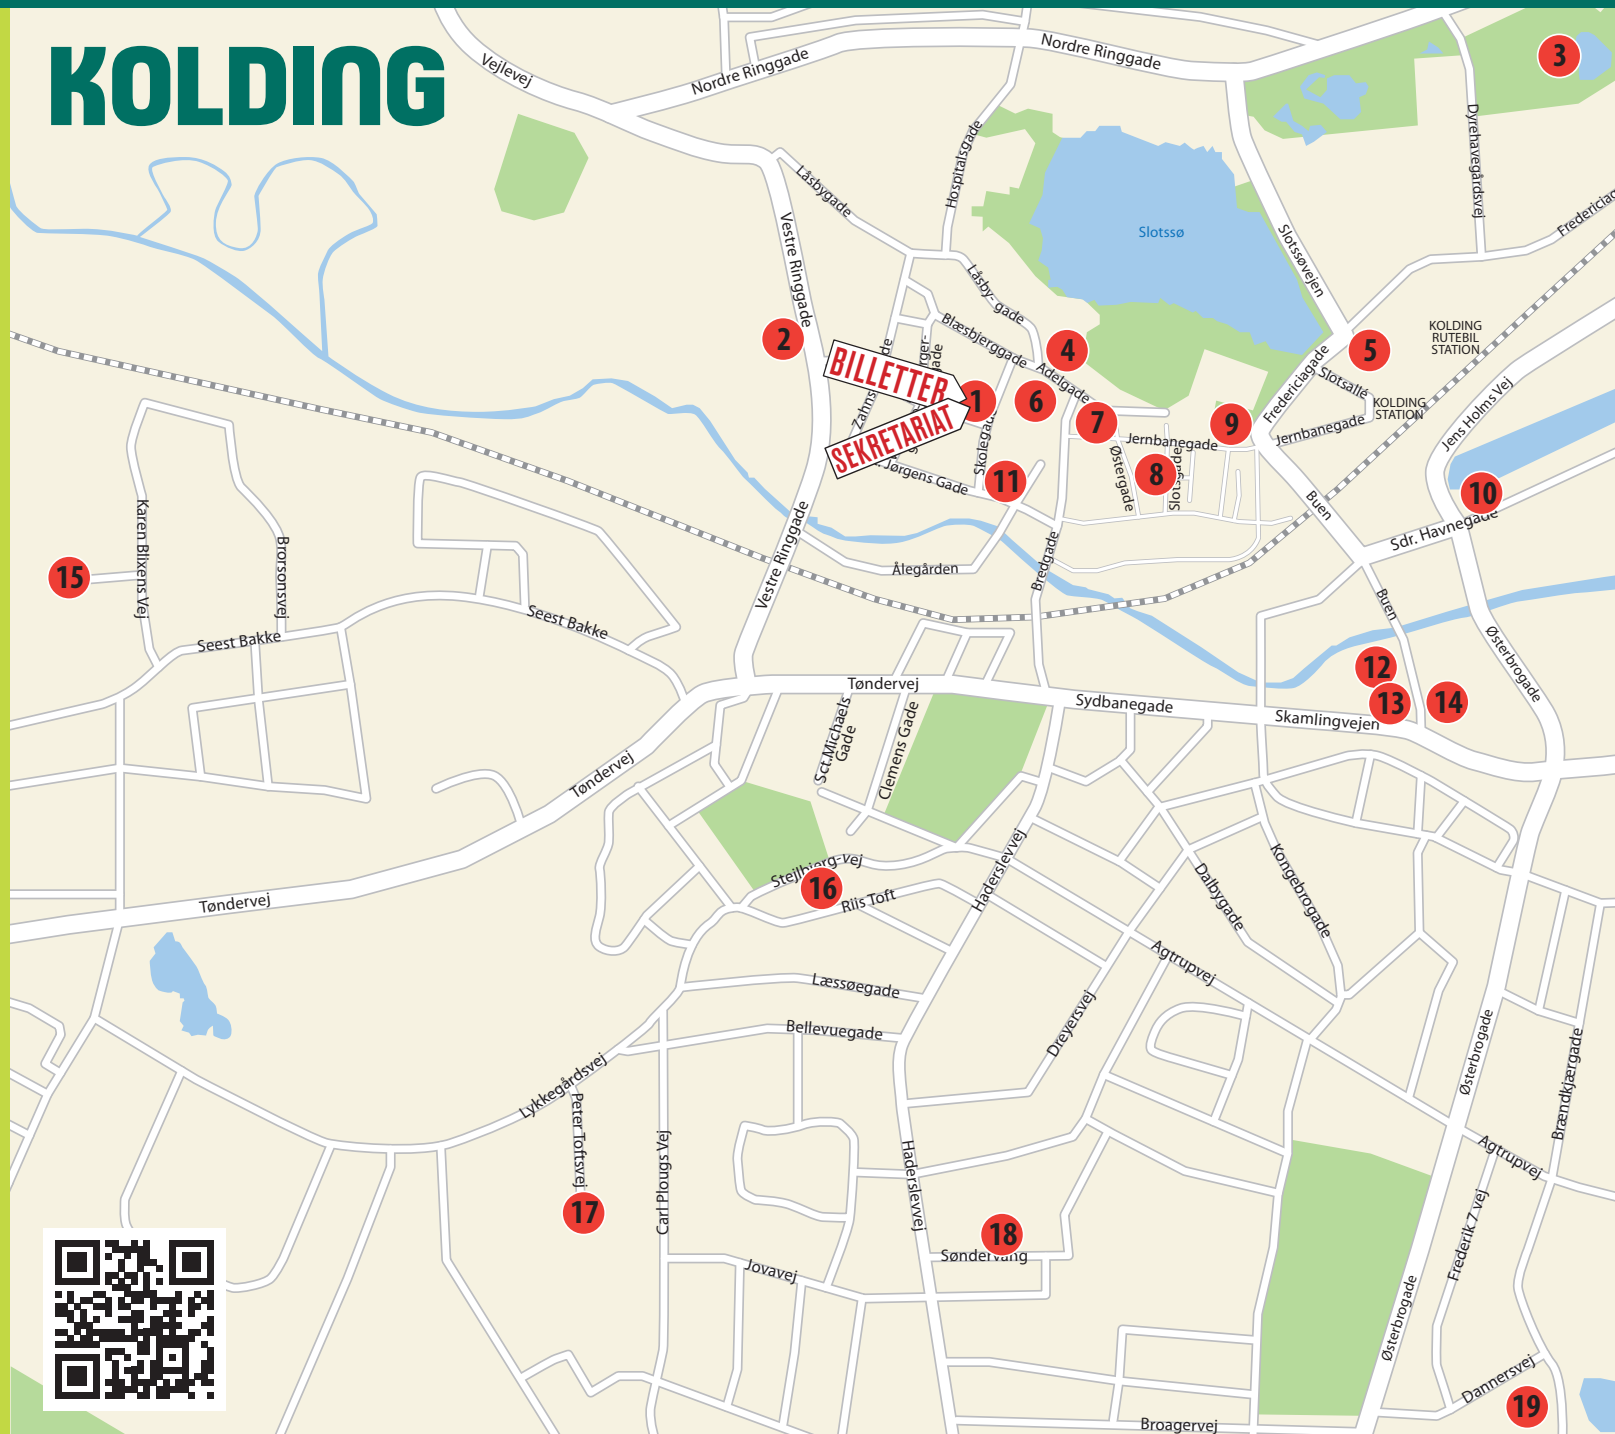 KOLDING
Vejlevej
Nordre Ringgade
Nordre Ringgade
3
Dyrehavegårdsvej
Hospitalsgade
Låsbygade
Vestre Ringgade
Slotssø
Slotssøvejen
Låsby- gade
Blæsbjerggade
Adelgade
2
4
5
KOLDING
RUTEBIL
STATION
Fredericiagade
Slotsallé
KOLDING
STATION
Jens Holms Vej
BILLETTER
SEKRETARIAT
1
6
7
9
Jernbanegade
Jernbanegade
Skolegade
Jørgens Gade
11
Østergade
8
10
Buen
Sdr. Havnegade
Karen Blixens Vej
Brorsonsvej
15
Vestre Ringgade
Ålegården
Bredgade
Buen
Seest Bakke
Seest Bakke
Østerbrogade
12
13
14
Tøndervej
Sydbanegade
Skamlingvejen
Sct.Michaels
Gade
Clemens Gade
Tøndervej
Stejlbjerg-vej
16
Riis Toft
Haderslevvej
Dalbygade
Kongebrogade
Tøndervej
Agtrupvej
Læssøegade
Bellevuegade
Dreyersvej
Østerbrogade
Brændkjærgade
Lykkegårdsvej
Peter Toftsvej
Carl Plougs Vej
Haderslevvej
Agtrupvej
17
18
Søndervang
Frederik 7 vej
Jovavej
Østerbrogade
Dannersvej
19
Broagervej